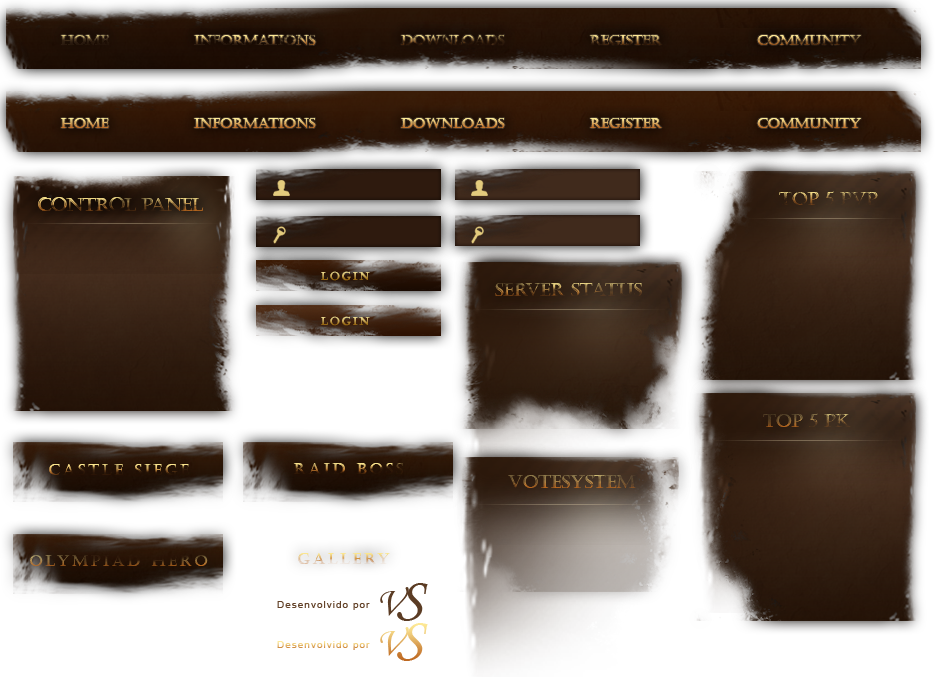 HOME INFORMATIONS DOWNLOADS REGISTER COMMUNITY
HOME INFORMATIONS DOWNLOADS REGISTER COMMUNITY
CONTROL PANEL
LOGIN
LOGIN
SERVER STATUS
TOP 5 PVP
TOP 5 PK
CASTLE SIEGE
RAID BOSS
VOTESYSTEM
OLYMPIAD HERO
GALLERY
Desenvolvido por VS
Desenvolvido por VS